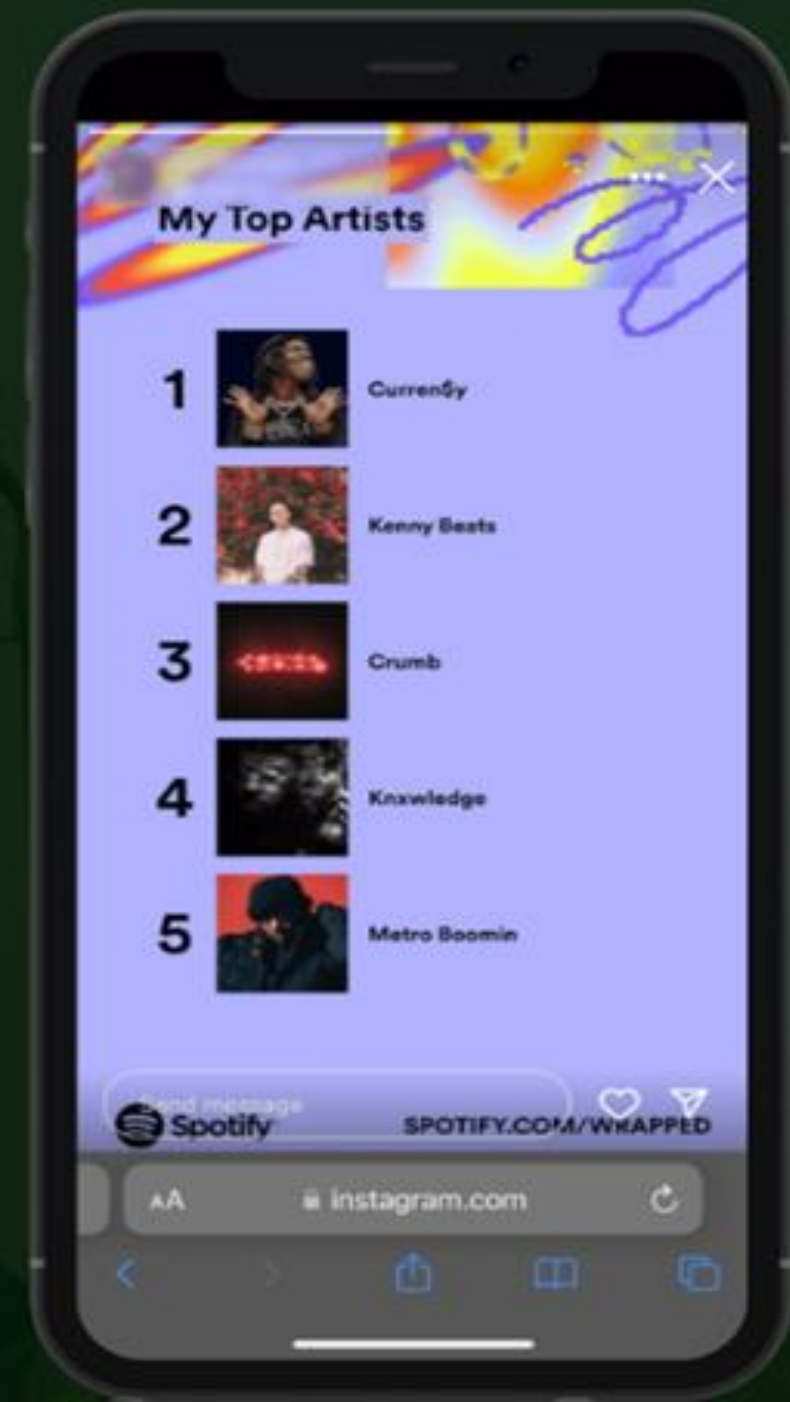 My Top Artists
1
Curren$y
2
Kenny Beats
3
Crumb
4
Knxwledge
5
Metro Boomin
Send message
Spotify
SPOTIFY.COM/WRAPPED
AA
instagram.com